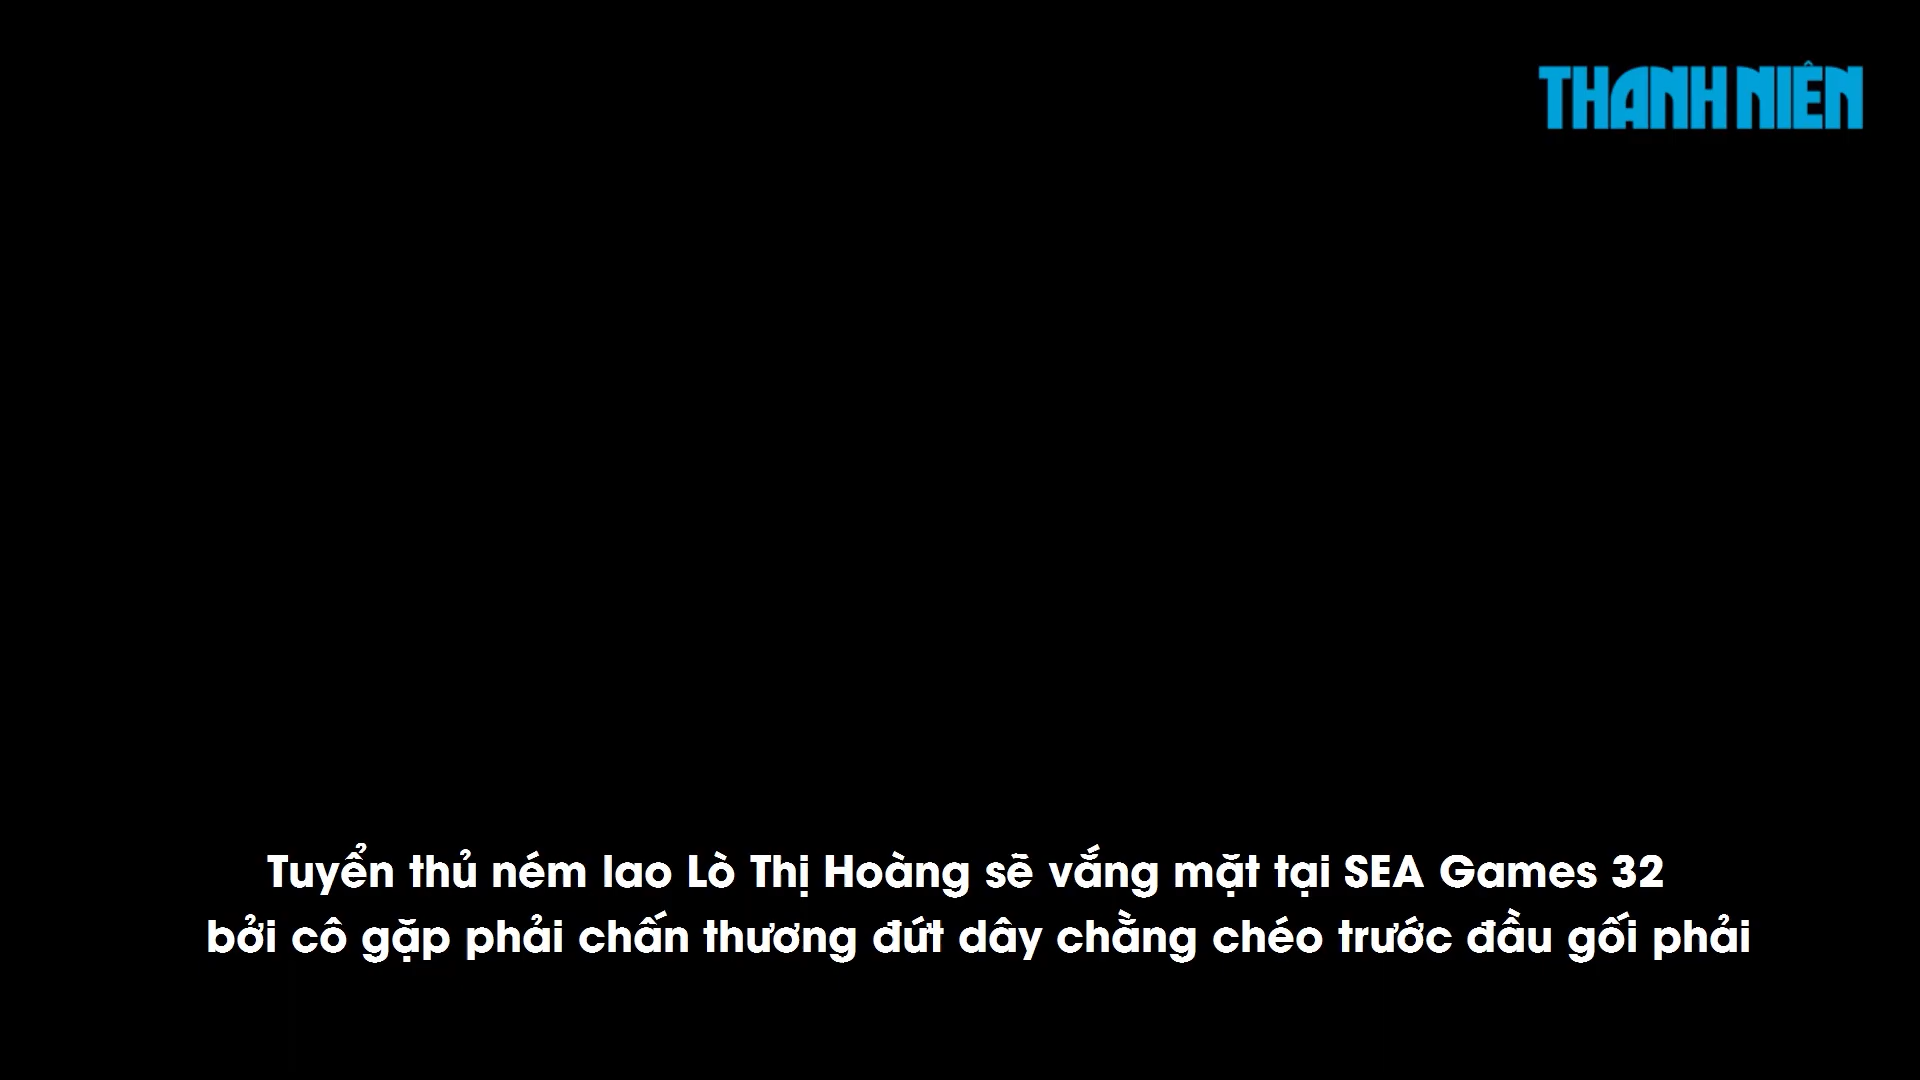 THANH NIÊN
Tuyển thủ ném lao Lò Thị Hoàng sẽ vắng mặt tại SEA Games 32
bởi cô gặp phải chấn thương đứt dây chằng chéo trước đầu gối phải